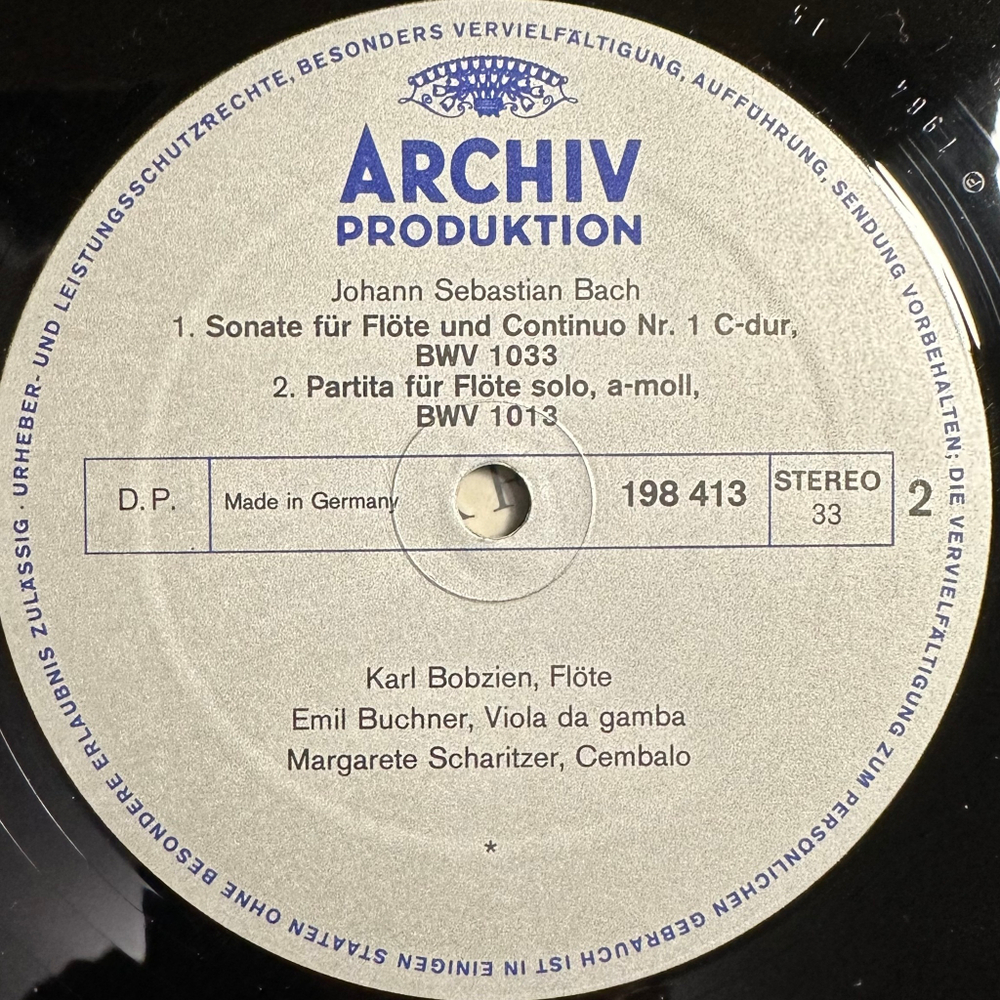 URHEBER- UND LEISTUNGSSCHUTZRECHTE, BESONDERS VERVIELFÄLTIGUNG, AUFFÜHRUNG, SENDUNG VORBEHALTEN; DIE VERVIELFÄLTIGUNG ZUM PERSÖNLICHEN GEBRAUCH IST IN EINIGEN STAATEN OHNE BESONDERE ERLAUBNIS ZULÄSSIG ·
ARCHIV
PRODUKTION
Johann Sebastian Bach
1. Sonate für Flöte und Continuo Nr. 1 C-dur,
BWV 1033
2. Partita für Flöte solo, a-moll,
BWV 1013
D. P. Made in Germany 198 413 STEREO 2
33
Karl Bobzien, Flöte
Emil Buchner, Viola da gamba
Margarete Scharitzer, Cembalo
*
℗